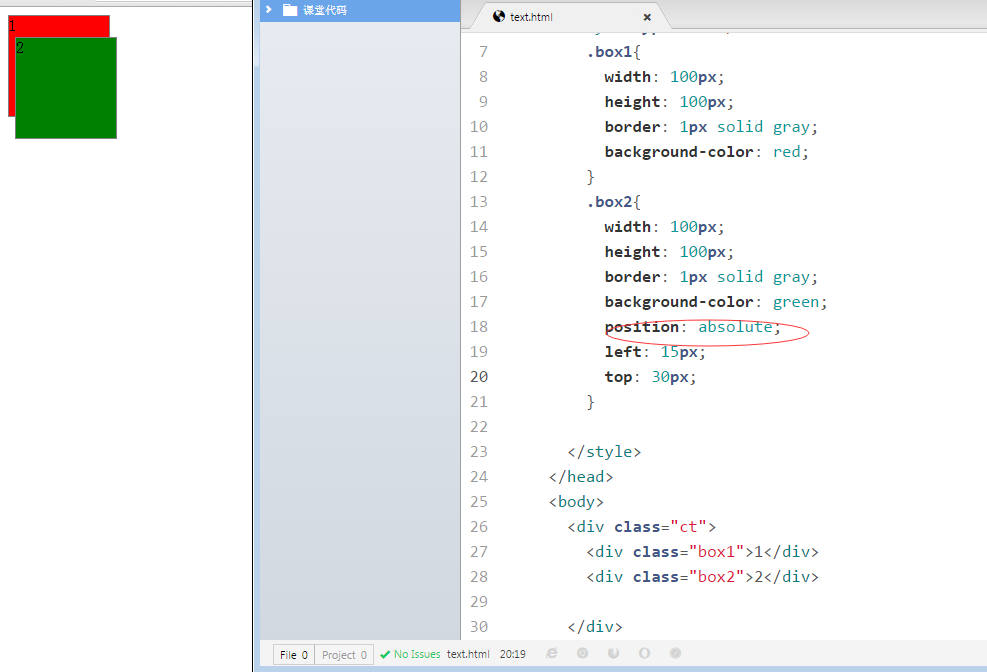 1
2
课堂代码
text.html
7 .box1{
8 width: 100px;
9 height: 100px;
10 border: 1px solid gray;
11 background-color: red;
12 }
13 .box2{
14 width: 100px;
15 height: 100px;
16 border: 1px solid gray;
17 background-color: green;
18 position: absolute;
19 left: 15px;
20 top: 30px;
21 }
22
23 </style>
24 </head>
25 <body>
26 <div class="ct">
27 <div class="box1">1</div>
28 <div class="box2">2</div>
29
30 </div>
File 0 Project 0 No Issues text.html 20:19